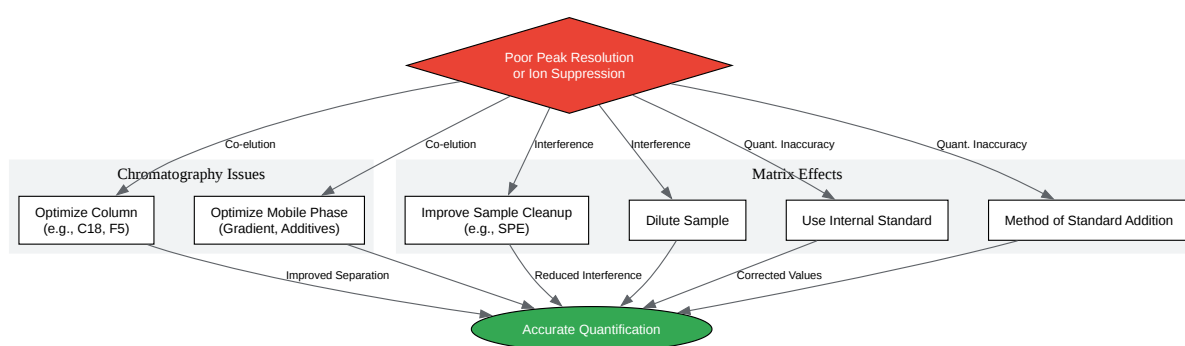 Poor Peak Resolution
or Ion Suppression
Co-elution
Co-elution
Interference
Interference
Quant. Inaccuracy
Quant. Inaccuracy
Chromatography Issues
Matrix Effects
Optimize Column
(e.g., C18, F5)
Optimize Mobile Phase
(Gradient, Additives)
Improve Sample Cleanup
(e.g., SPE)
Dilute Sample
Use Internal Standard
Method of Standard Addition
Improved Separation
Reduced Interference
Corrected Values
Accurate Quantification